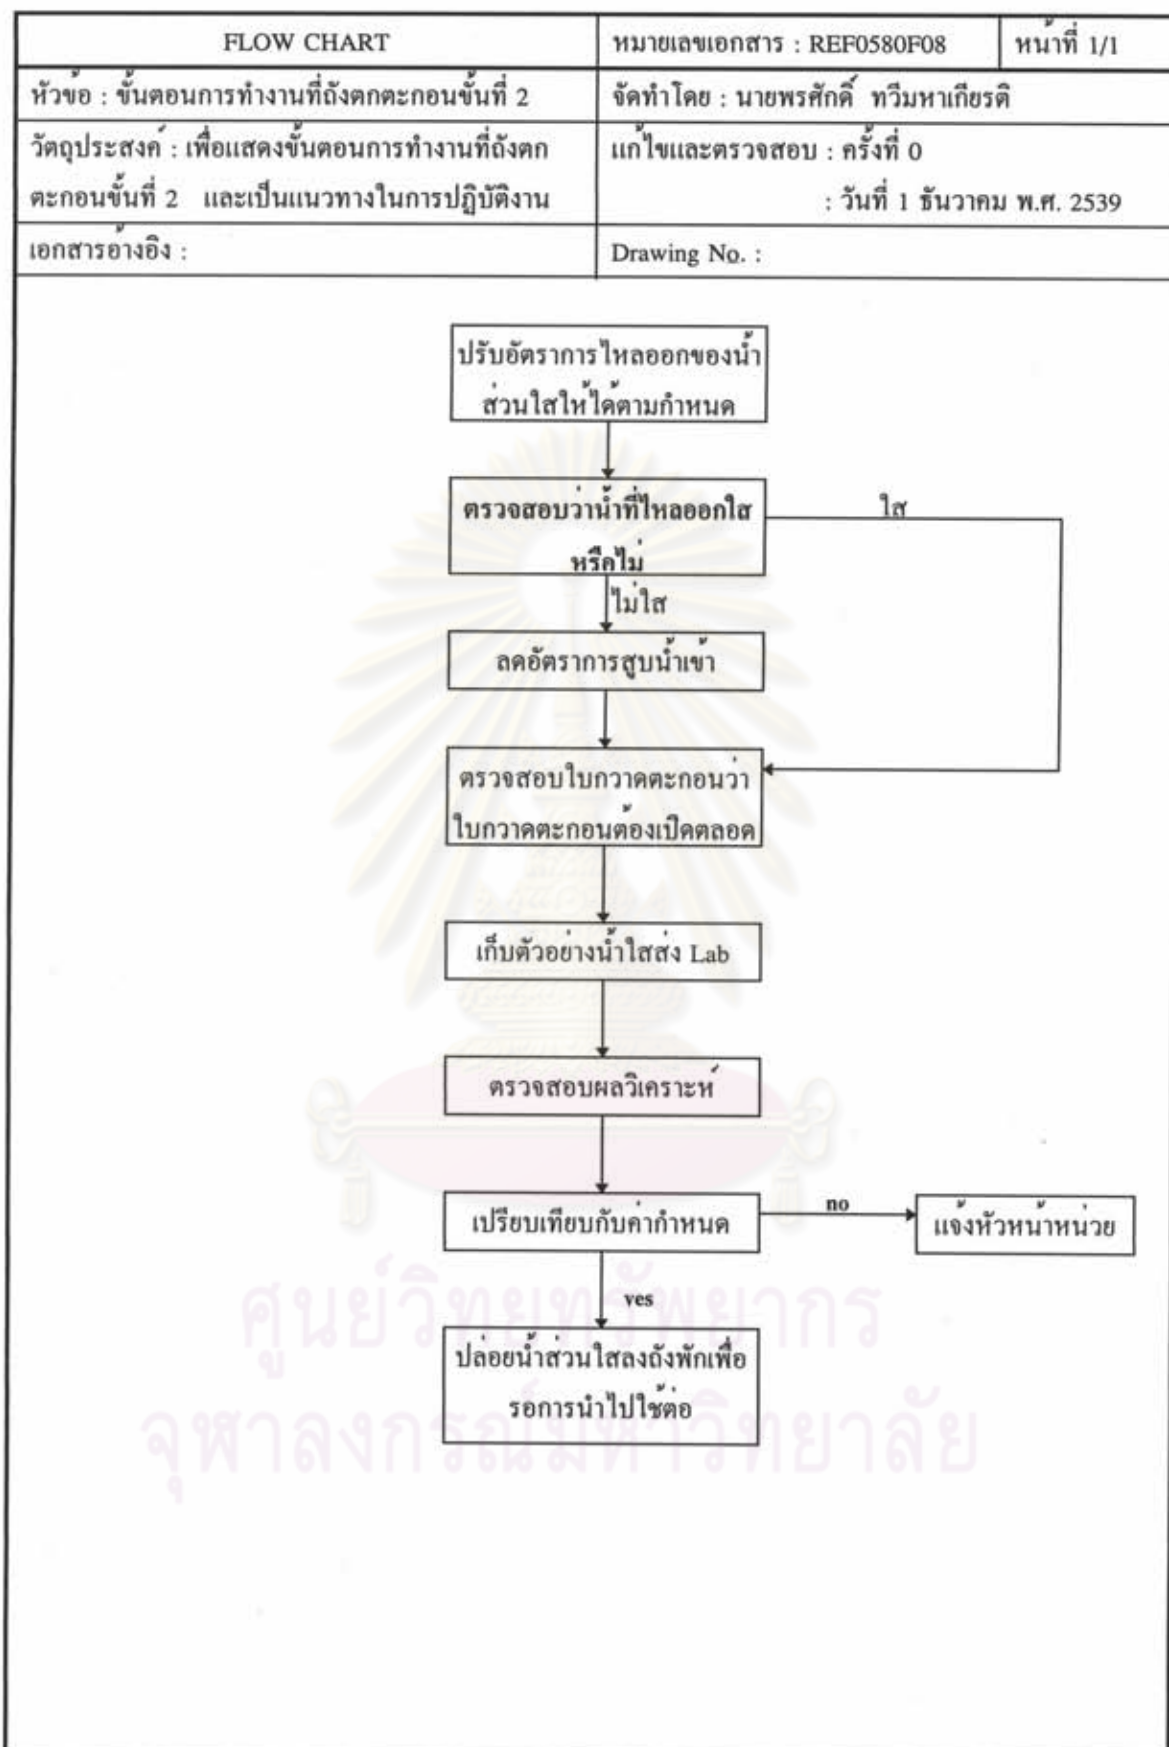 FLOW CHART
หมายเลขเอกสาร : REF0580F08
หน้าที่ 1/1
หัวข้อ : ขั้นตอนการทำงานที่ถังตกตะกอนขั้นที่ 2
จัดทำโดย : นายพรศักดิ์ ทวีมหาเกียรติ
วัตถุประสงค์ : เพื่อแสดงขั้นตอนการทำงานที่ถังตก
ตะกอนขั้นที่ 2 และเป็นแนวทางในการปฏิบัติงาน
แก้ไขและตรวจสอบ : ครั้งที่ 0
: วันที่ 1 ธันวาคม พ.ศ. 2539
เอกสารอ้างอิง :
Drawing No. :
ปรับอัตราการไหลออกของน้ำ
ส่วนใสให้ได้ตามกำหนด
ตรวจสอบว่าน้ำที่ไหลออกใส
หรือไม่
ใส
ไม่ใส
ลดอัตราการสูบน้ำเข้า
ตรวจสอบใบกวาดตะกอนว่า
ใบกวาดตะกอนต้องเปิดตลอด
เก็บตัวอย่างน้ำใสส่ง Lab
ตรวจสอบผลวิเคราะห์
เปรียบเทียบกับค่ากำหนด
no
แจ้งหัวหน้าหน่วย
yes
ปล่อยน้ำส่วนใสลงถังพักเพื่อ
รอการนำไปใช้ต่อ
ศูนย์วิทยทรัพยากร
จุฬาลงกรณ์มหาวิทยาลัย